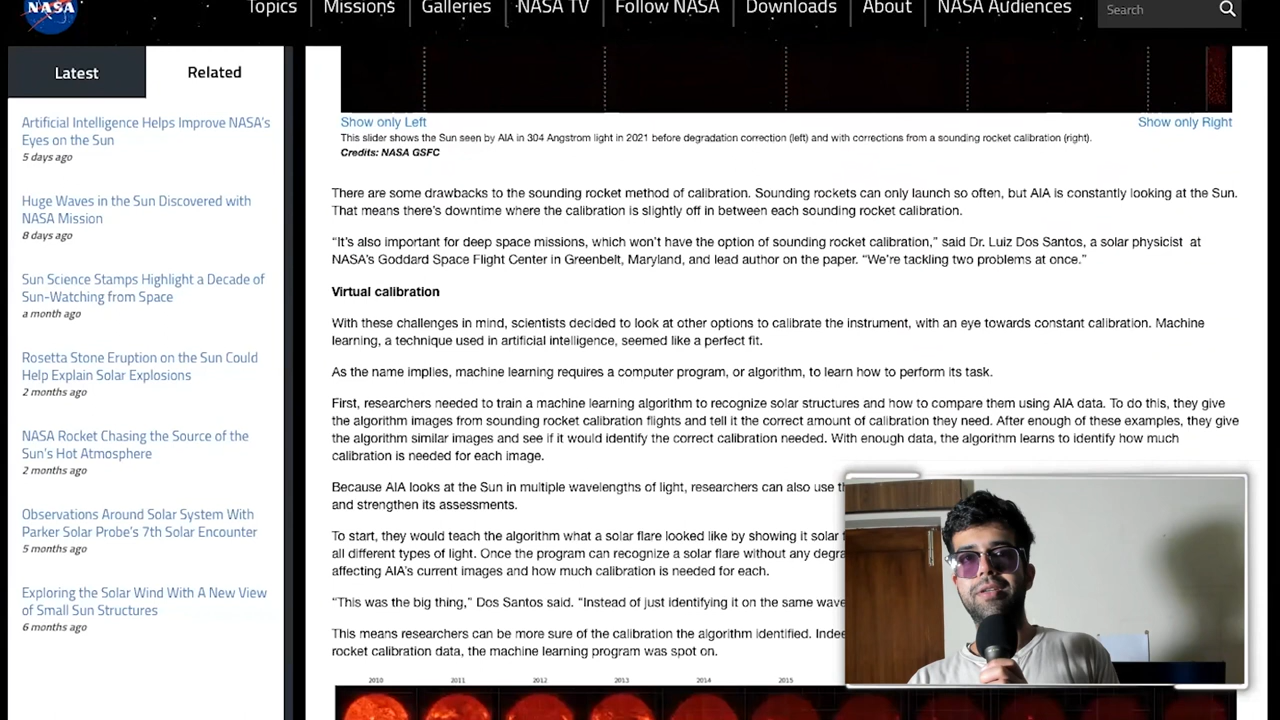 NASA
Topics
Missions
Galleries
NASA TV
Follow NASA
Downloads
About
NASA Audiences
Search
Latest
Related
Artificial Intelligence Helps Improve NASA's
Eyes on the Sun
5 days ago
Huge Waves in the Sun Discovered with
NASA Mission
8 days ago
Sun Science Stamps Highlight a Decade of
Sun-Watching from Space
a month ago
Rosetta Stone Eruption on the Sun Could
Help Explain Solar Explosions
2 months ago
NASA Rocket Chasing the Source of the
Sun's Hot Atmosphere
2 months ago
Observations Around Solar System With
Parker Solar Probe's 7th Solar Encounter
5 months ago
Exploring the Solar Wind With A New View
of Small Sun Structures
6 months ago
Show only Left
Show only Right
This slider shows the Sun seen by AIA in 304 Angstrom light in 2021 before degradation correction (left) and with corrections from a sounding rocket calibration (right).
Credits: NASA GSFC
There are some drawbacks to the sounding rocket method of calibration. Sounding rockets can only launch so often, but AIA is constantly looking at the Sun.
That means there's downtime where the calibration is slightly off in between each sounding rocket calibration.
“It's also important for deep space missions, which won't have the option of sounding rocket calibration,” said Dr. Luiz Dos Santos, a solar physicist at
NASA's Goddard Space Flight Center in Greenbelt, Maryland, and lead author on the paper. “We're tackling two problems at once.”
Virtual calibration
With these challenges in mind, scientists decided to look at other options to calibrate the instrument, with an eye towards constant calibration. Machine
learning, a technique used in artificial intelligence, seemed like a perfect fit.
As the name implies, machine learning requires a computer program, or algorithm, to learn how to perform its task.
First, researchers needed to train a machine learning algorithm to recognize solar structures and how to compare them using AIA data. To do this, they give
the algorithm images from sounding rocket calibration flights and tell it the correct amount of calibration they need. After enough of these examples, they give
the algorithm similar images and see if it would identify the correct calibration needed. With enough data, the algorithm learns to identify how much
calibration is needed for each image.
Because AIA looks at the Sun in multiple wavelengths of light, researchers can also use
and strengthen its assessments.
To start, they would teach the algorithm what a solar flare looked like by showing it solar
all different types of light. Once the program can recognize a solar flare without any
affecting AIA's current images and how much calibration is needed for each.
“This was the big thing,” Dos Santos said. “Instead of just identifying it on the same
This means researchers can be more sure of the calibration the algorithm identified.
rocket calibration data, the machine learning program was spot on.
2010
2011
2012
2013
2014
2015